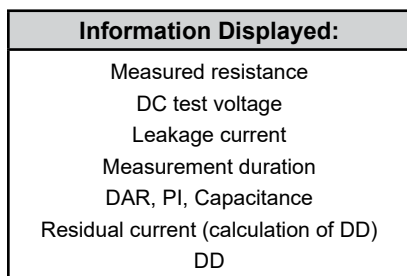 Information Displayed:
Measured resistance
DC test voltage
Leakage current
Measurement duration
DAR, PI, Capacitance
Residual current (calculation of DD)
DD